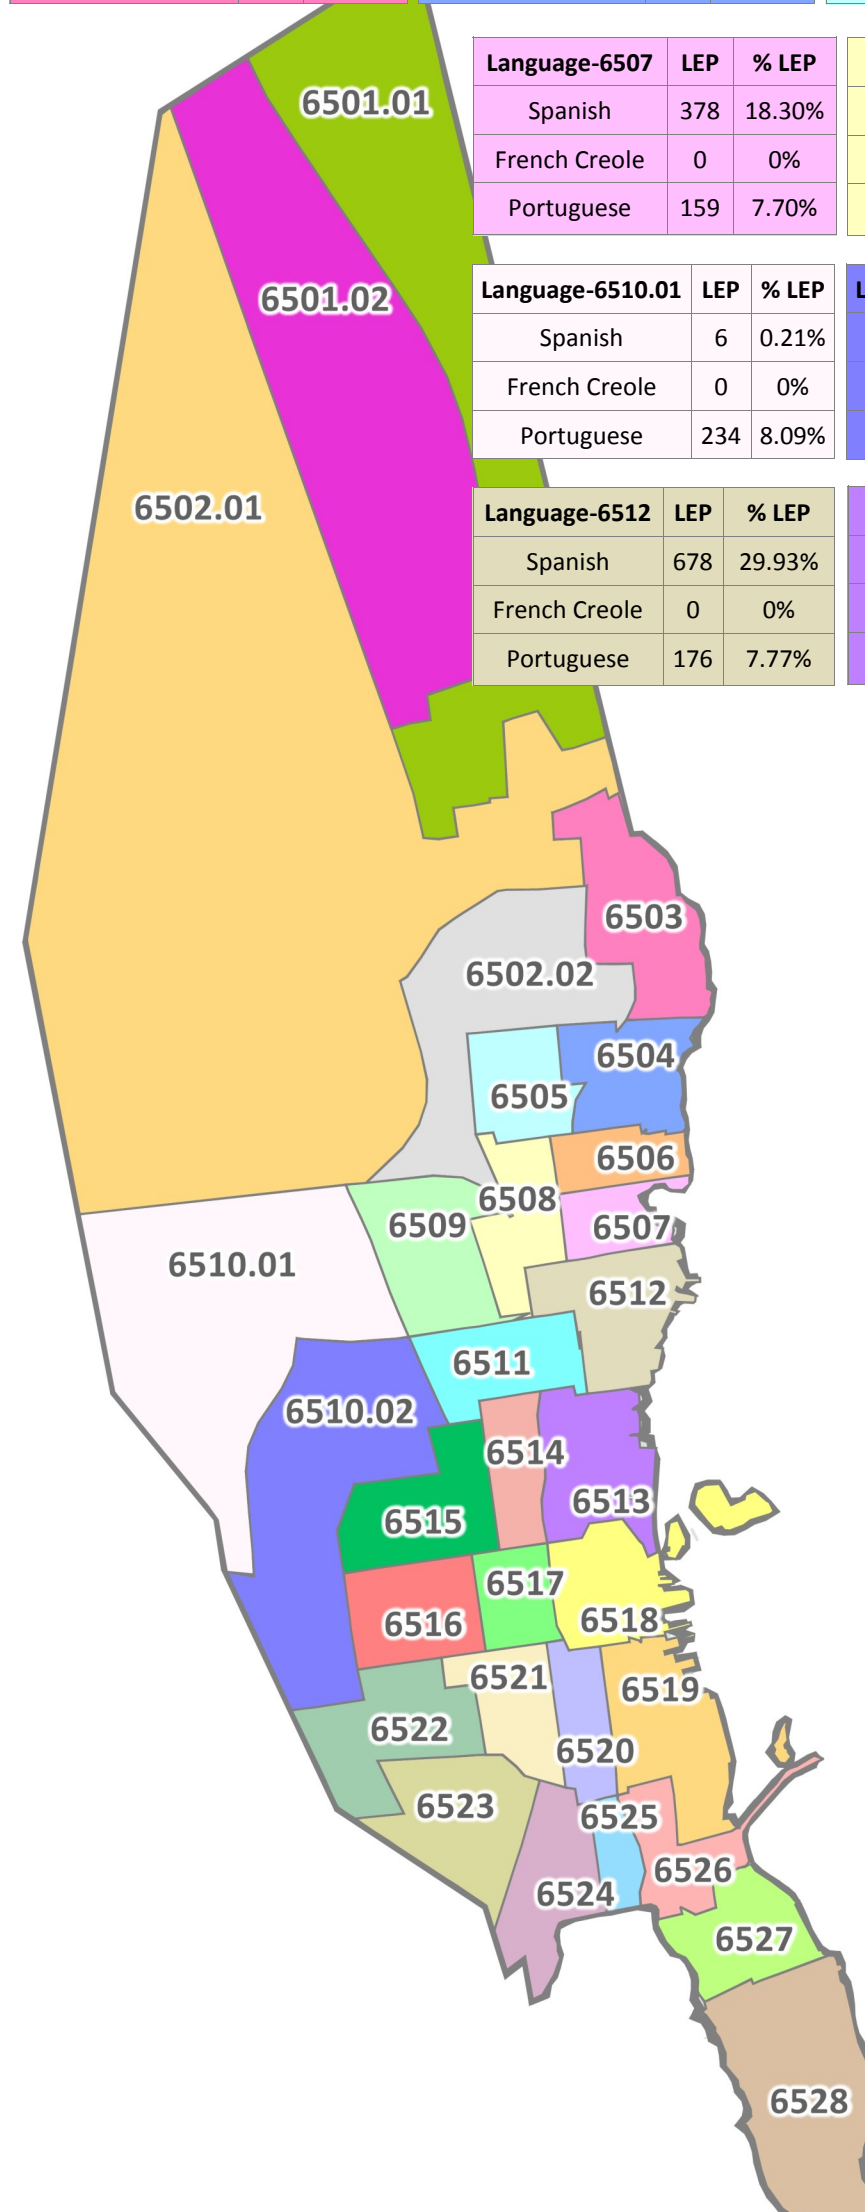 6501.01
Language-6507 LEP % LEP
Spanish 378 18.30%
French Creole 0 0%
Portuguese 159 7.70%
6501.02
Language-6510.01 LEP % LEP
Spanish 6 0.21%
French Creole 0 0%
Portuguese 234 8.09%
6502.01
Language-6512 LEP % LEP
Spanish 678 29.93%
French Creole 0 0%
Portuguese 176 7.77%
6503
6502.02
6504
6505
6506
6508
6509
6507
6510.01
6512
6511
6510.02
6514
6513
6515
6517
6518
6516
6521
6519
6522
6520
6523
6525
6526
6524
6527
6528